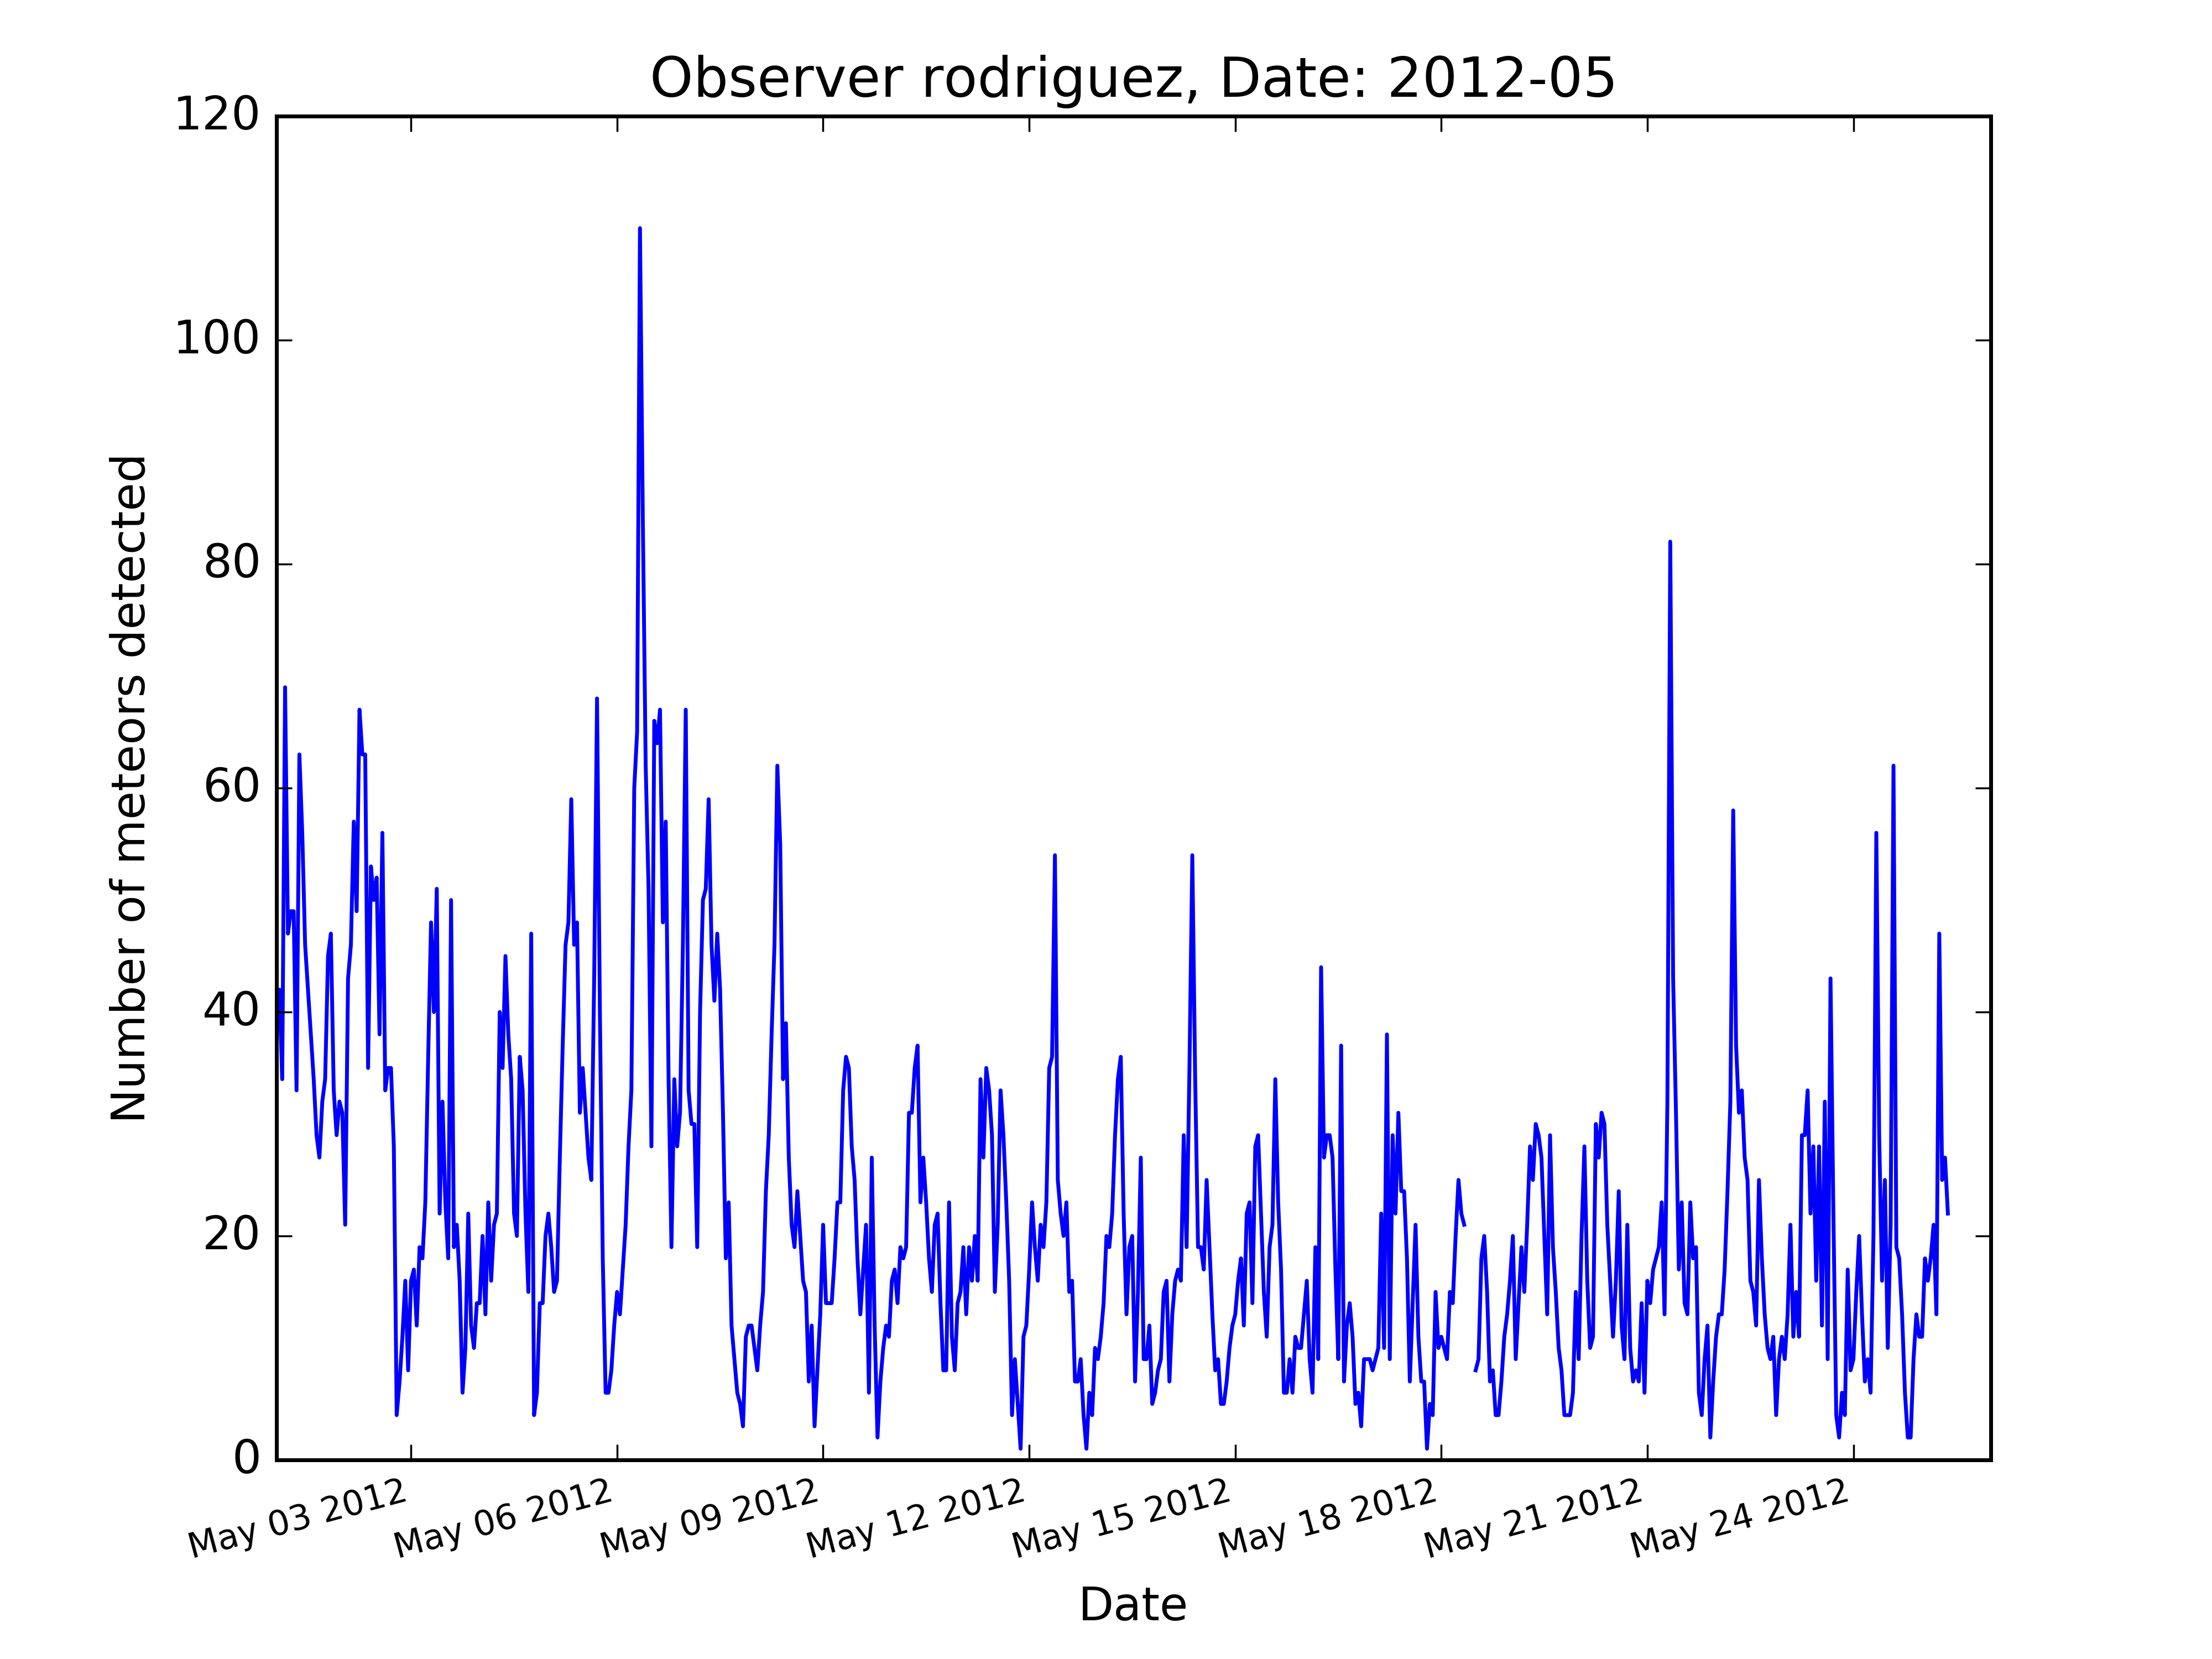 Observer rodriguez, Date: 2012-05
120
100
80
60
40
20
0
Number of meteors detected
May 03 2012
May 06 2012
May 09 2012
May 12 2012
May 15 2012
May 18 2012
May 21 2012
May 24 2012
Date